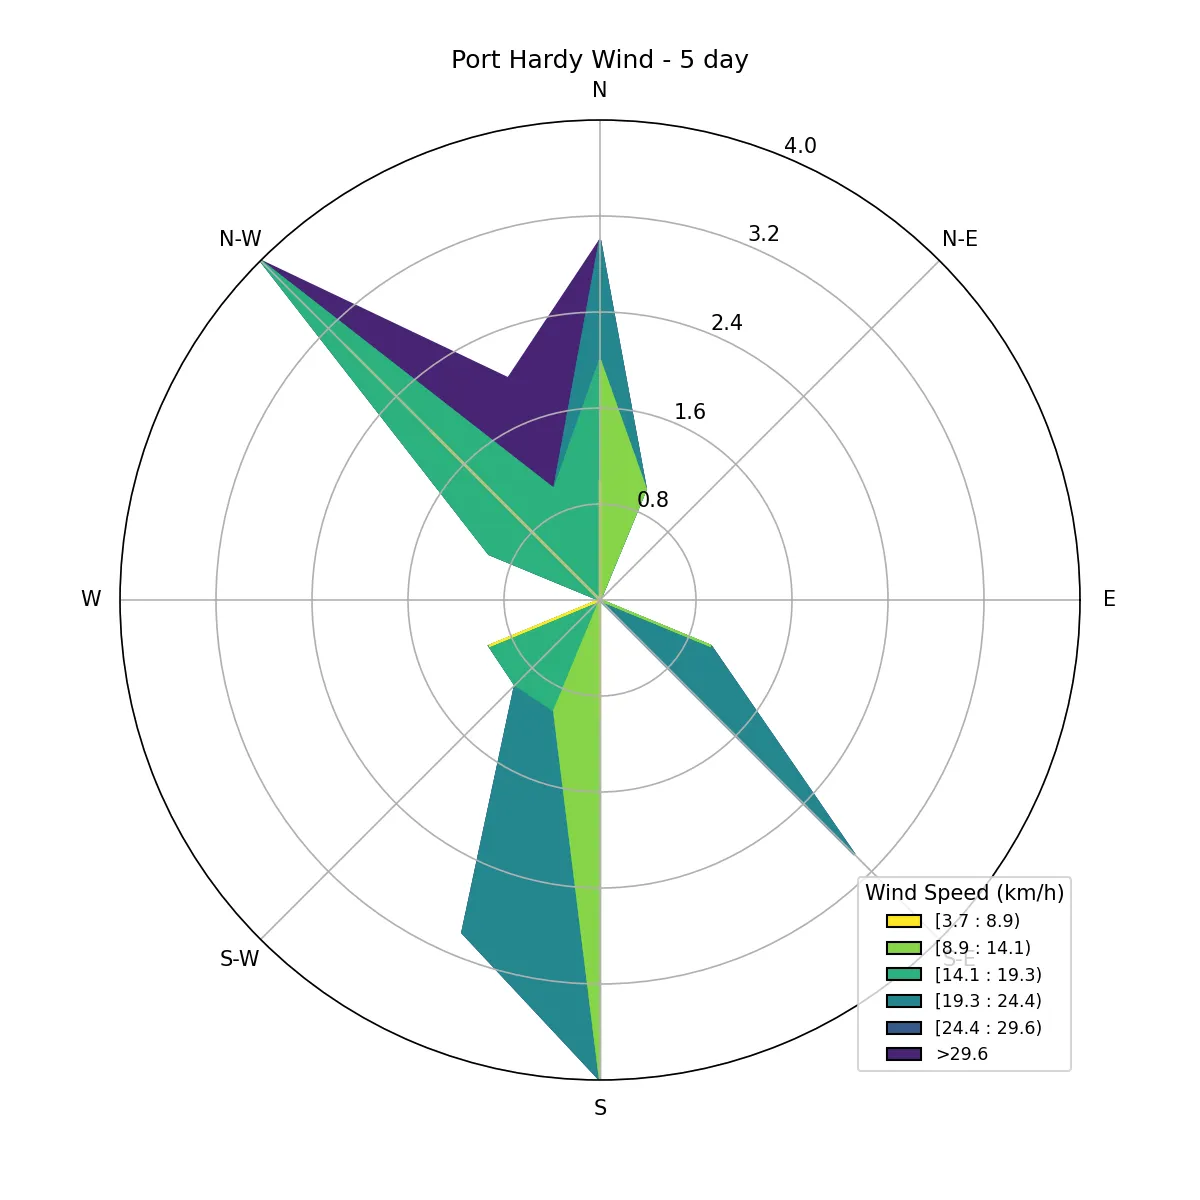 Port Hardy Wind - 5 day
N
4.0
N-W
3.2
N-E
2.4
1.6
0.8
W
E
Wind Speed (km/h)
[3.7 : 8.9)
[8.9 : 14.1)
S-W
S-E
[14.1 : 19.3)
[19.3 : 24.4)
[24.4 : 29.6)
>29.6
S